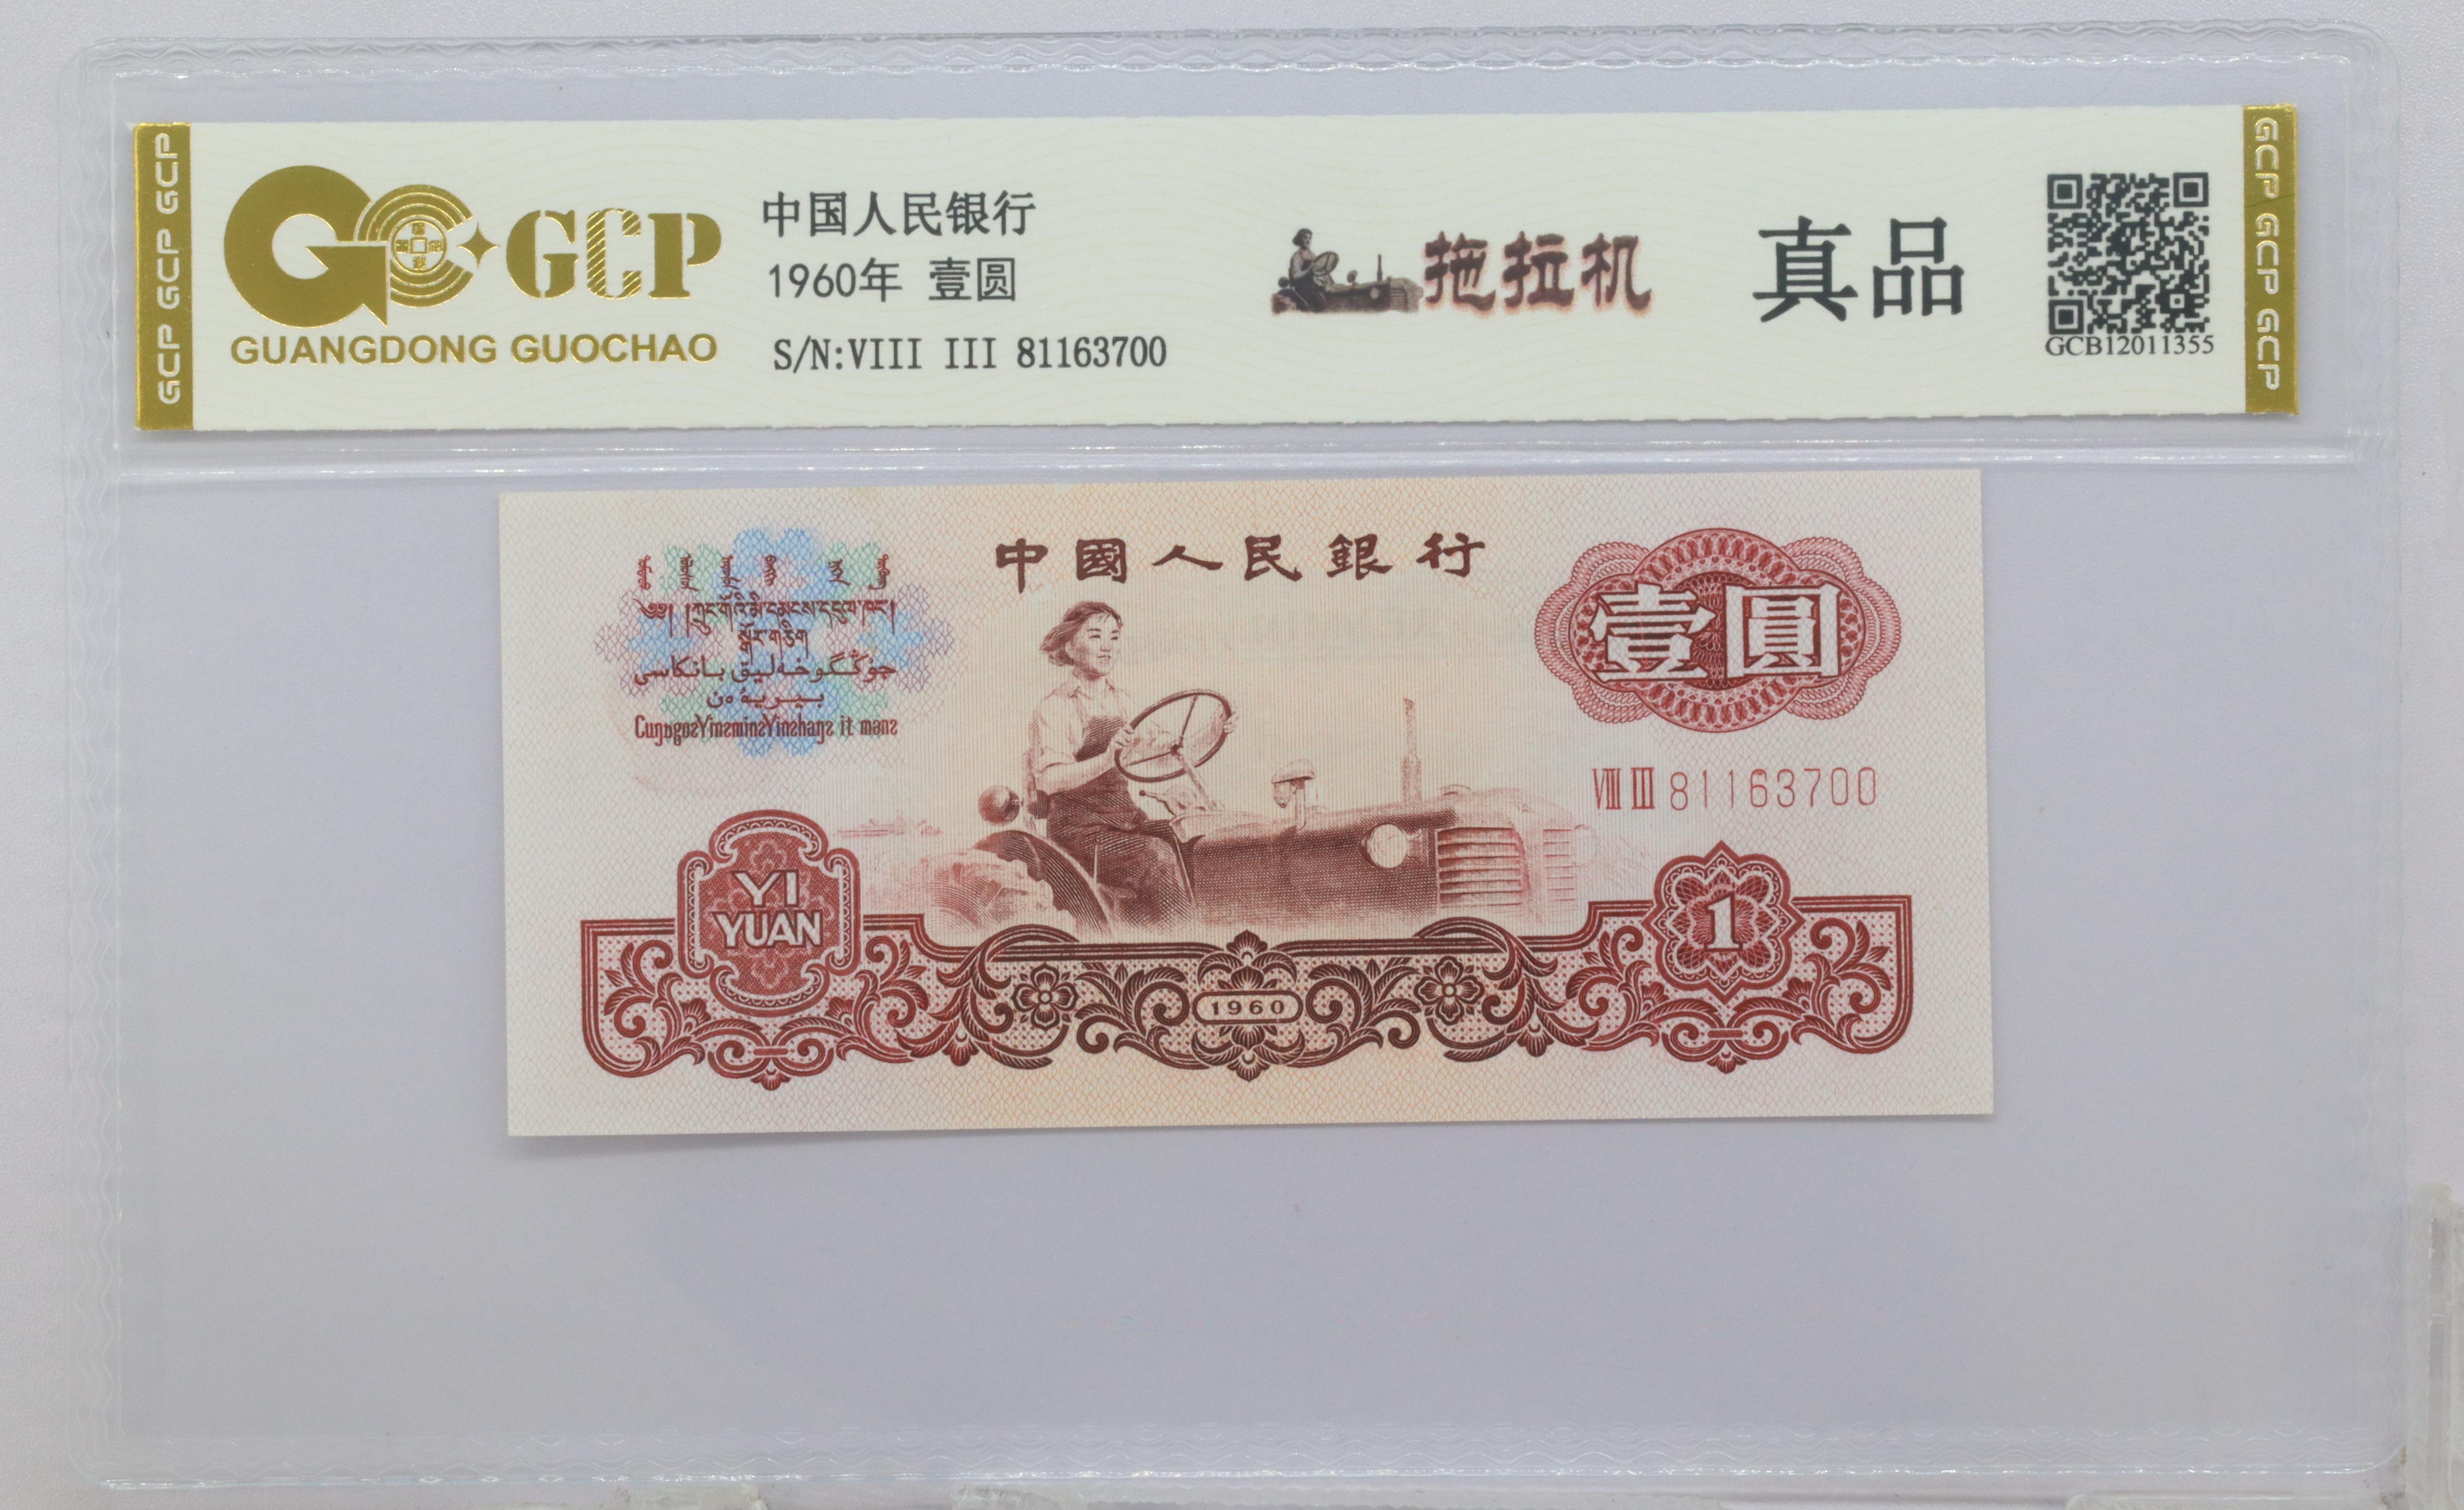 GCP GCP GCP
GCP
GUANGDONG GUOCHAO
中国人民银行
1960年 壹圆
S/N:VIII III 81163700
拖拉机
真品
GCB12011355
GCP GCP GCP
中國人民銀行
壹圓
VIII III 81163700
YI
YUAN
1960
1